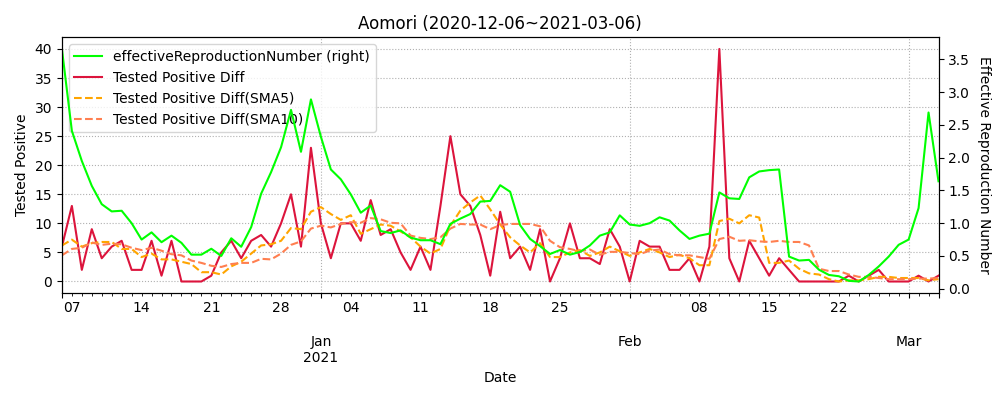 Aomori (2020-12-06~2021-03-06)
effectiveReproductionNumber (right)
Tested Positive Diff
Tested Positive Diff(SMA5)
Tested Positive Diff(SMA10)
Tested Positive
40
35
30
25
20
15
10
5
0
3.5
3.0
2.5
2.0
1.5
1.0
0.5
0.0
Effective Reproduction Number
07 14 21 28 04 11 18 25 08 15 22
Jan Feb Mar
2021
Date